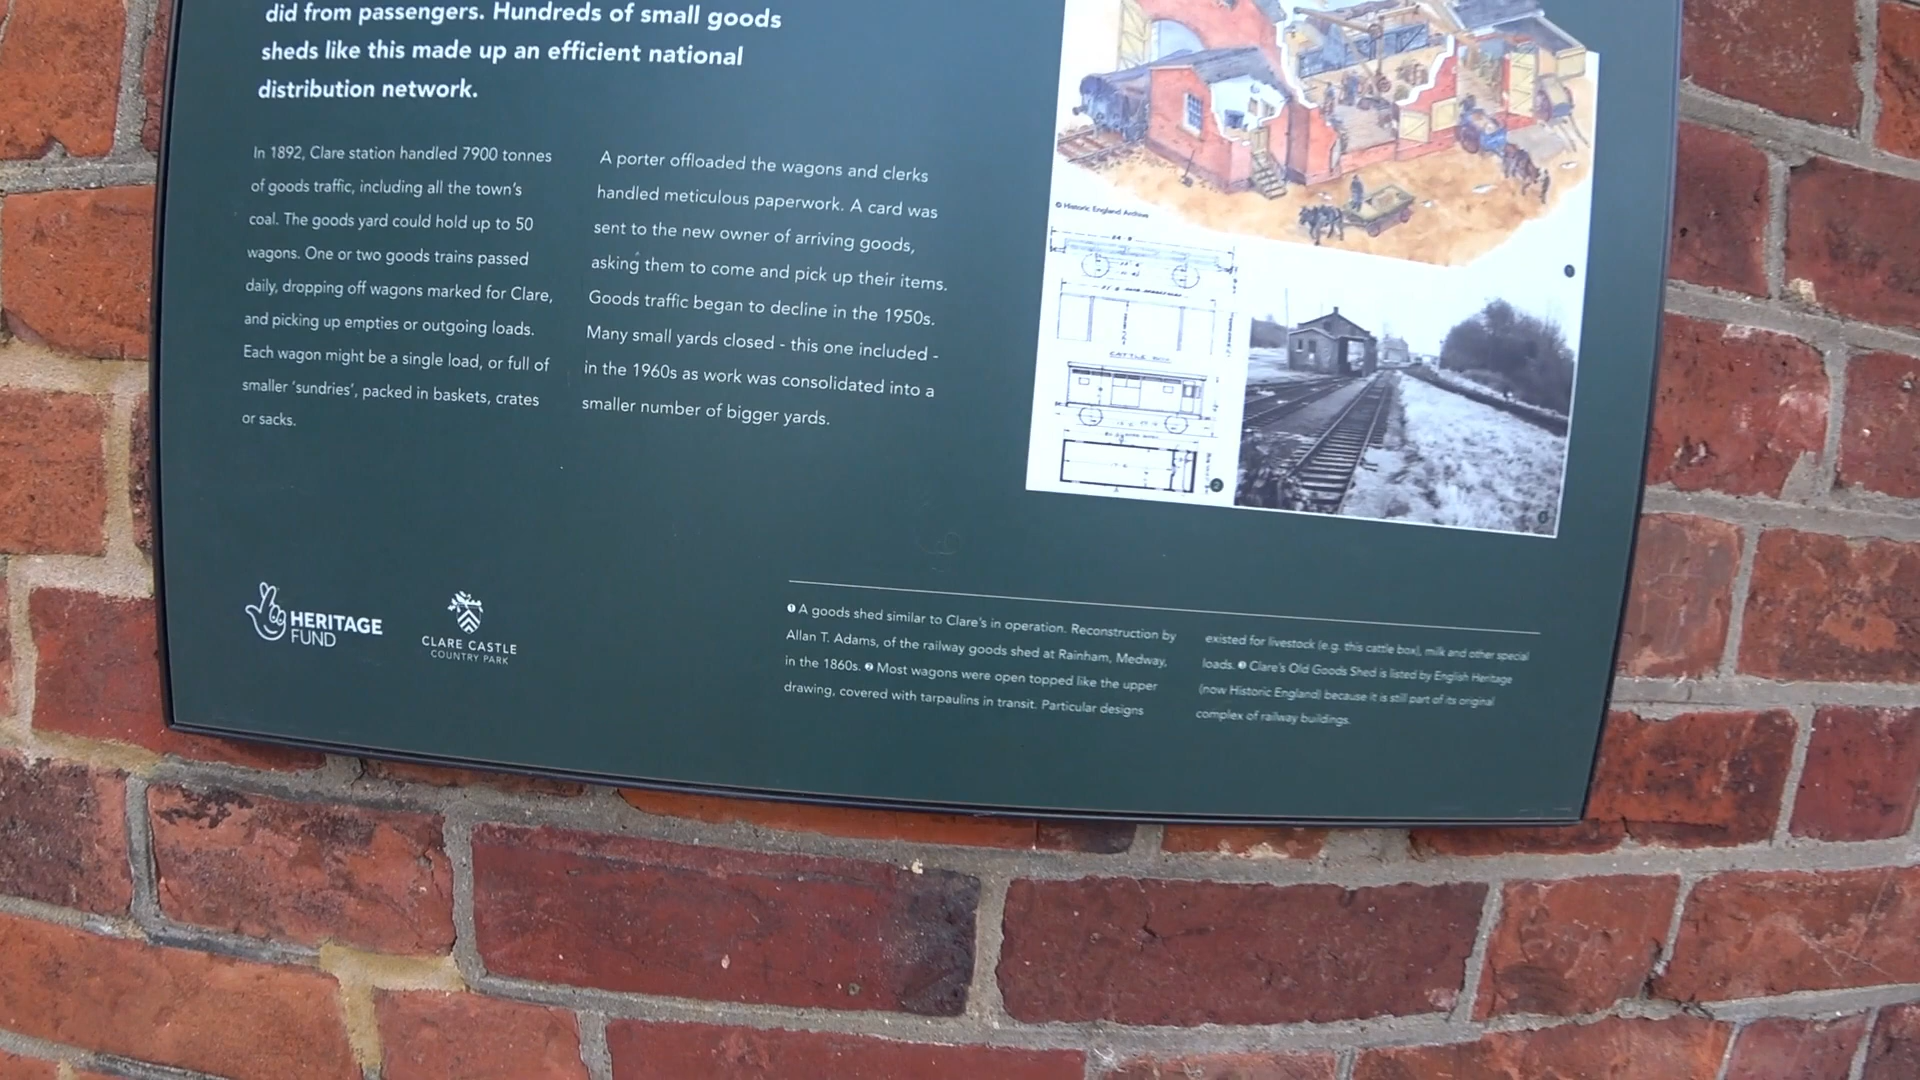 did from passengers. Hundreds of small goods
sheds like this made up an efficient national
distribution network.
In 1892, Clare station handled 7900 tonnes
of goods traffic, including all the town's
coal. The goods yard could hold up to 50
wagons. One or two goods trains passed
daily, dropping off wagons marked for Clare,
and picking up empties or outgoing loads.
Each wagon might be a single load, or full of
smaller 'sundries', packed in baskets, crates
or sacks.
A porter offloaded the wagons and clerks
handled meticulous paperwork. A card was
sent to the new owner of arriving goods,
asking them to come and pick up their items.
Goods traffic began to decline in the 1950s.
Many small yards closed - this one included -
in the 1960s as work was consolidated into a
smaller number of bigger yards.
© Historic England Archive
CATTLE BOX
HERITAGE
FUND
CLARE CASTLE
COUNTRY PARK
❶ A goods shed similar to Clare's in operation. Reconstruction by
Allan T. Adams, of the railway goods shed at Rainham, Medway,
in the 1860s. ❷ Most wagons were open topped like the upper
drawing, covered with tarpaulins in transit. Particular designs
existed for livestock (e.g. this cattle box), milk and other special
loads. ❸ Clare's Old Goods Shed is listed by English Heritage
(now Historic England) because it is still part of its original
complex of railway buildings.